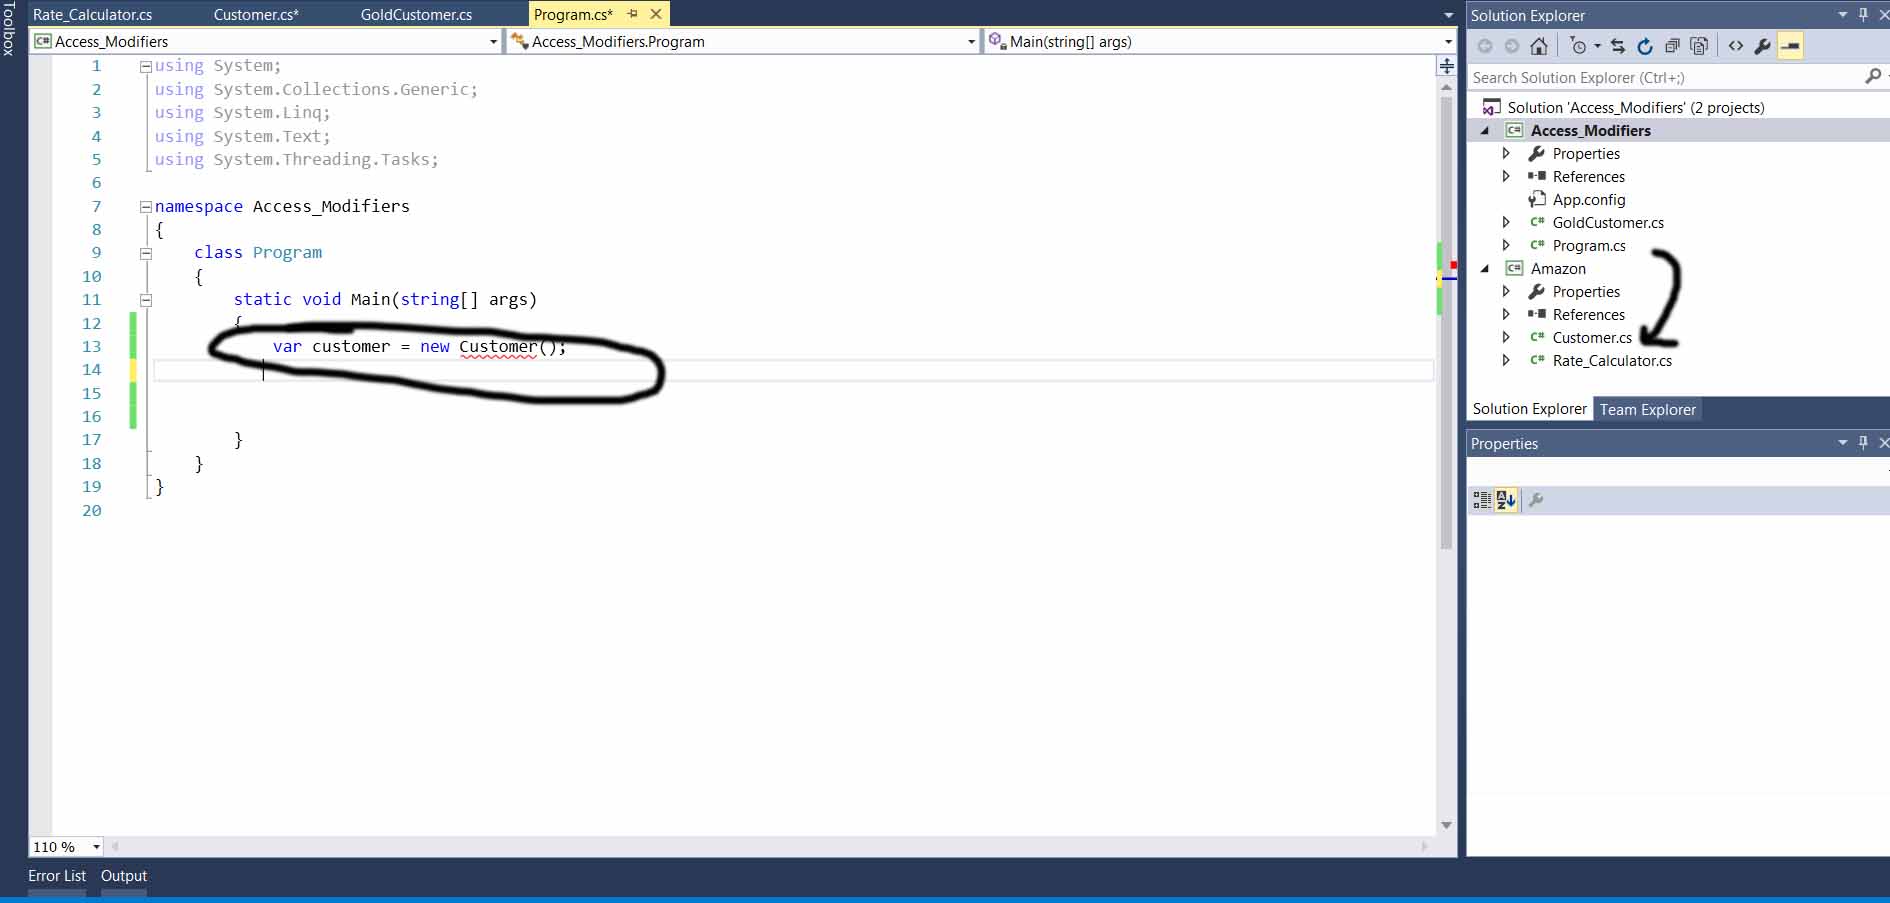 Toolbox
Rate_Calculator.cs Customer.cs* GoldCustomer.cs Program.cs*
Access_Modifiers Access_Modifiers.Program Main(string[] args)
1 using System;
2 using System.Collections.Generic;
3 using System.Linq;
4 using System.Text;
5 using System.Threading.Tasks;
6
7 namespace Access_Modifiers
8 {
9 class Program
10 {
11 static void Main(string[] args)
12 {
13 var customer = new Customer();
14
15
16
17 }
18 }
19 }
20
110 %
Error List Output
Solution Explorer
Search Solution Explorer (Ctrl+;)
Solution 'Access_Modifiers' (2 projects)
C# Access_Modifiers
Properties
References
App.config
C# GoldCustomer.cs
C# Program.cs
C# Amazon
Properties
References
C# Customer.cs
C# Rate_Calculator.cs
Solution Explorer Team Explorer
Properties